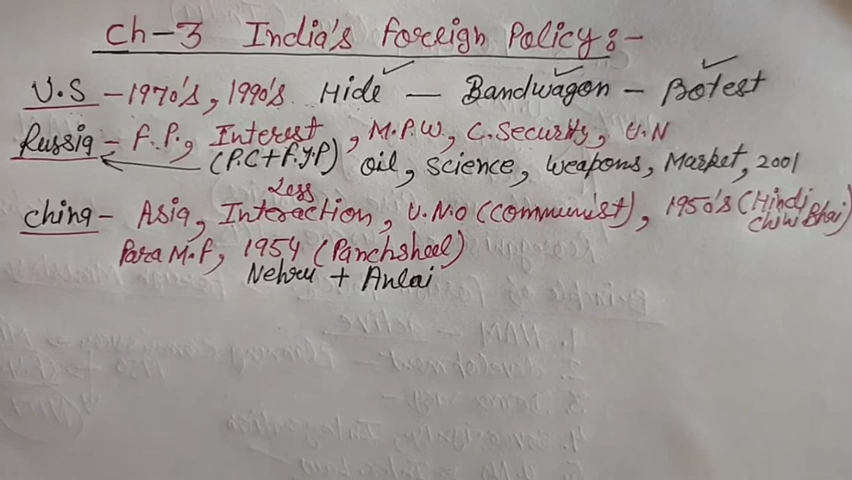 Ch-3 India's Foreign Policy:-
U.S - 1970's, 1990's Hide - Bandwagon - Botest
Russia - F.P, Interest, M.P.W, C.Security, U.N
(P.C+F.Y.P) Oil, Science, Weapons, Market, 2001
Less
China - Asia, Interaction, U.N.O (Communist), 1950's (Hindi Chini Bhai)
Para M.F, 1954 (Panchsheel)
Nehru + Anlai